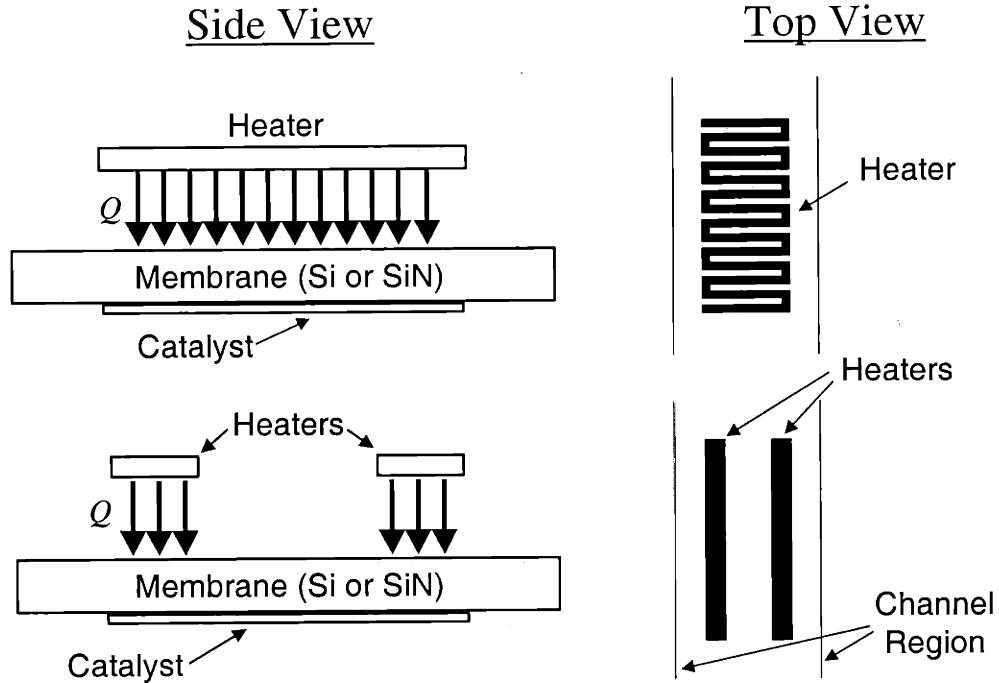 Side View
Top View
Heater
Q
Membrane (Si or SiN)
Catalyst
Heater
Heaters
Q
Membrane (Si or SiN)
Catalyst
Heaters
Channel
Region